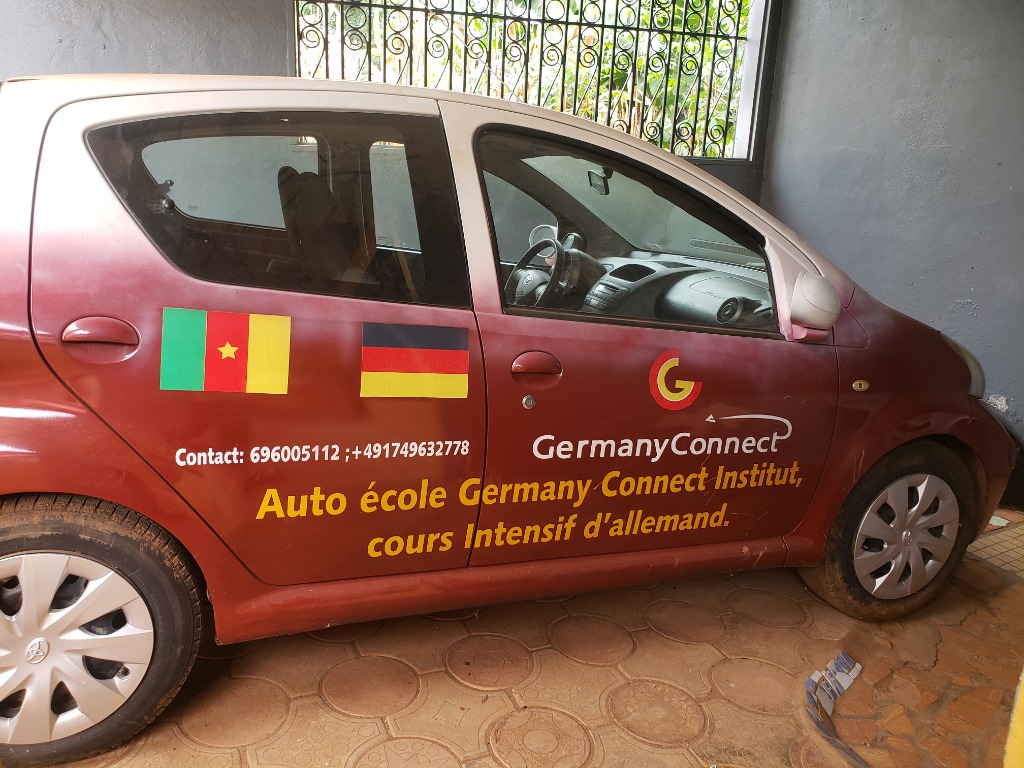 G
GermanyConnect
Contact: 696005112 ;+491749632778
Auto école Germany Connect Institut,
cours Intensif d'allemand.